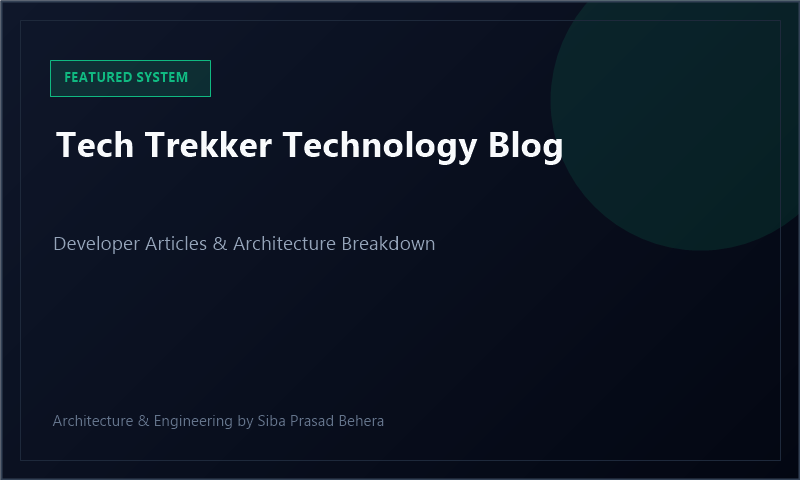 FEATURED SYSTEM
Tech Trekker Technology Blog
Developer Articles & Architecture Breakdown
Architecture & Engineering by Siba Prasad Behera